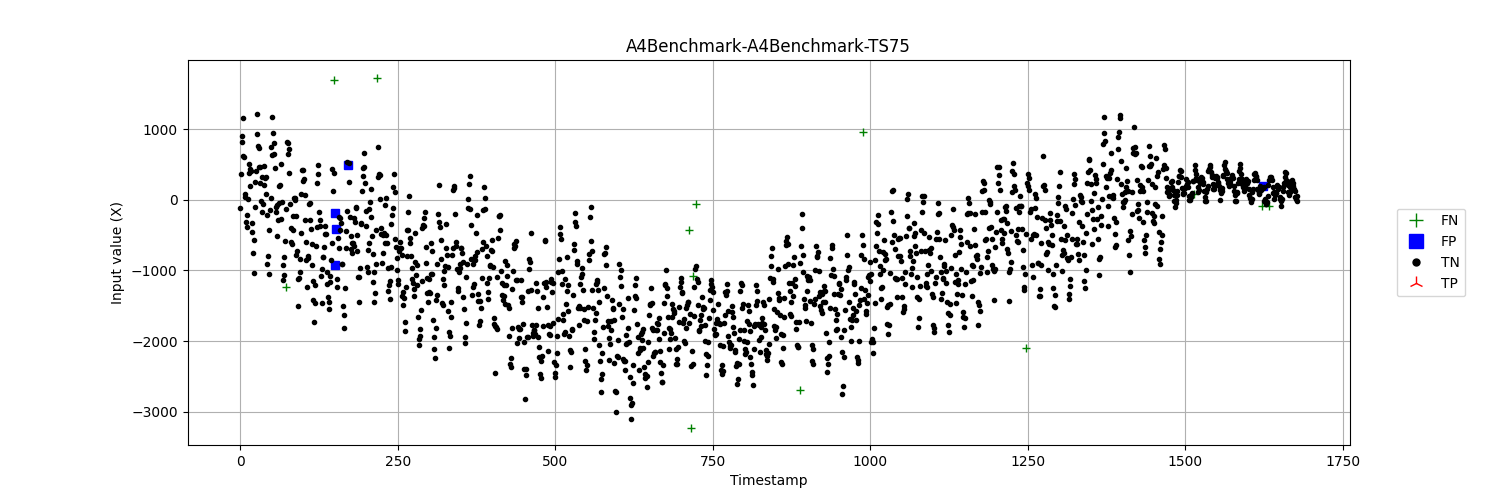 A4Benchmark-A4Benchmark-TS75
1000
0
−1000
−2000
−3000
Input value (X)
0 250 500 750 1000 1250 1500 1750
Timestamp
FN
FP
TN
TP